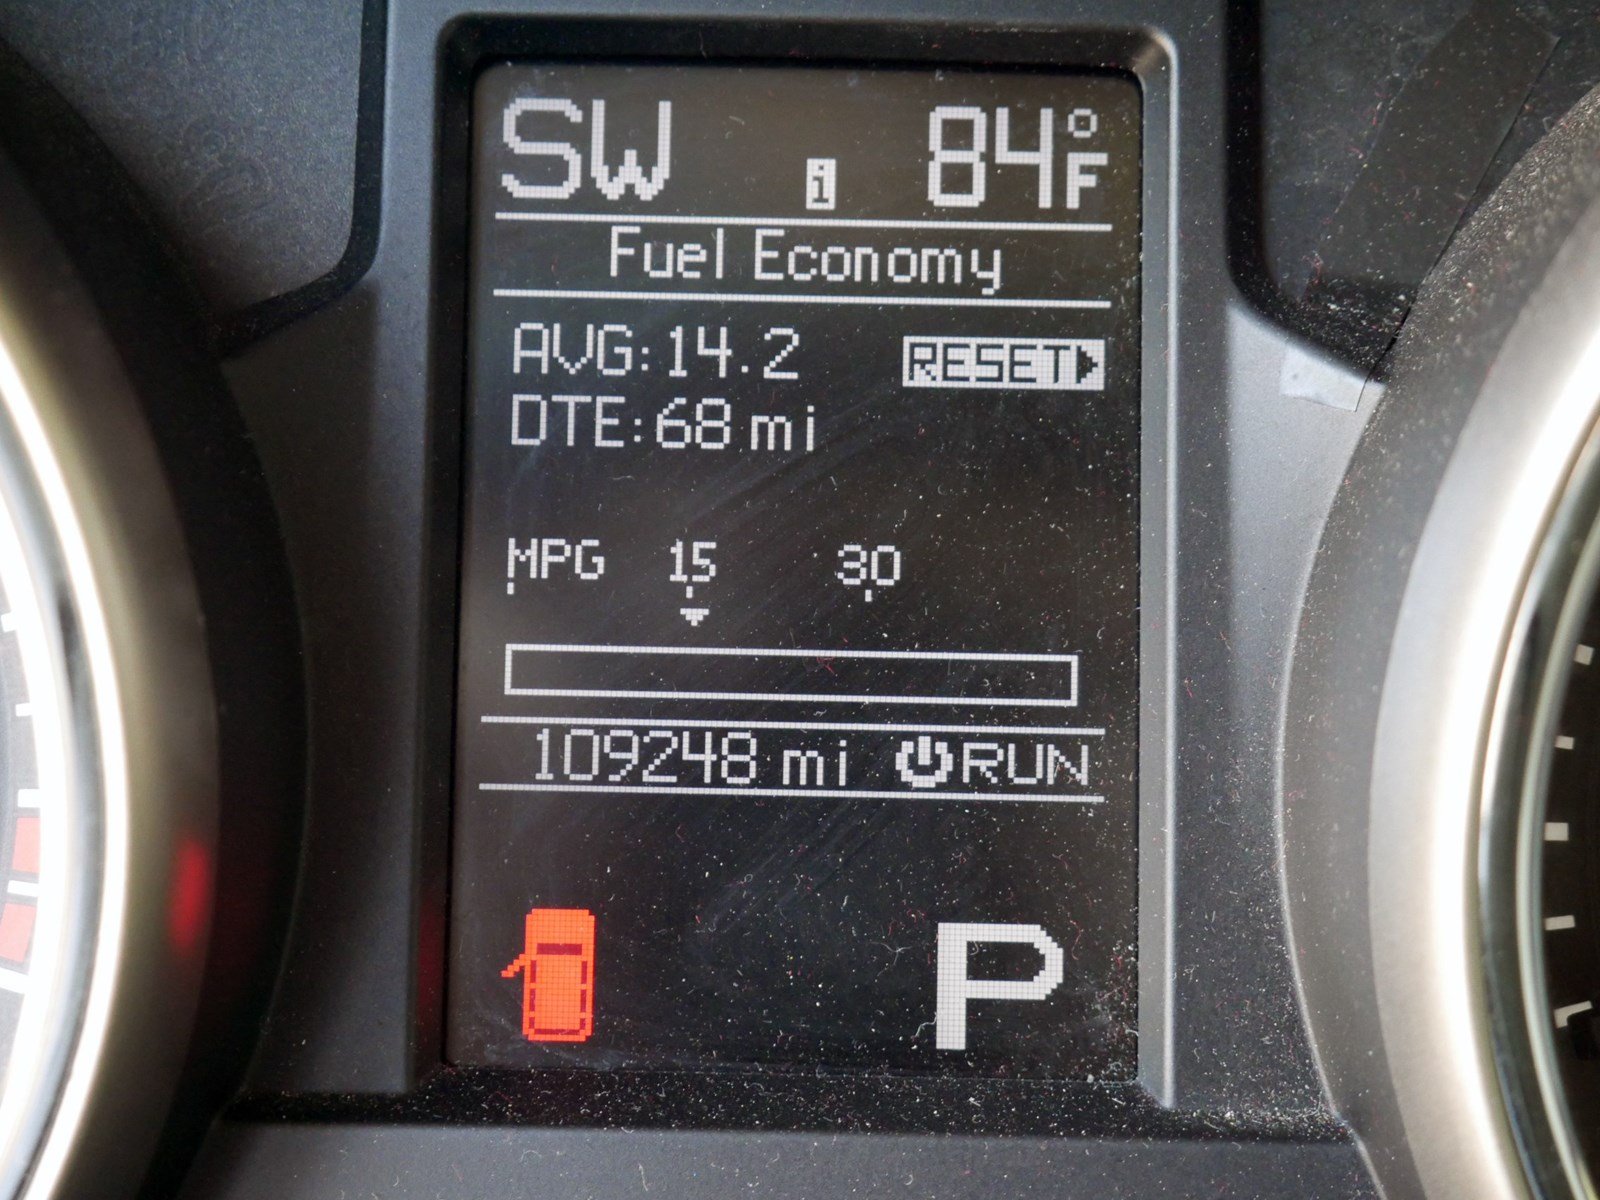 SW i 84°F
Fuel Economy
AVG:14.2 RESET
DTE:68 mi
MPG 15 30
109248 mi RUN
P